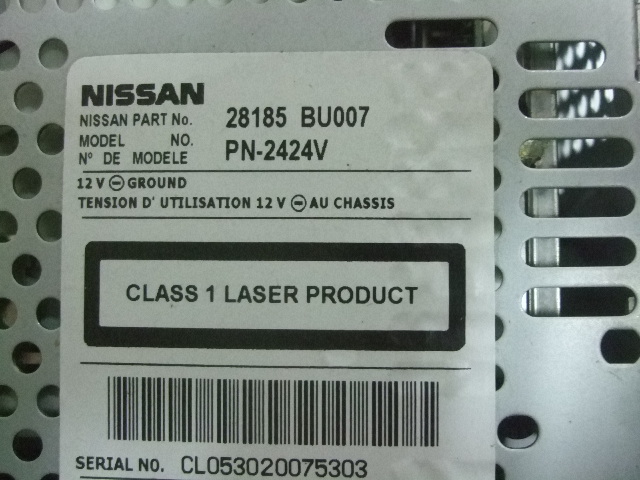 NISSAN
NISSAN PART No. 28185 BU007
MODEL NO.
Nº DE MODELE PN-2424V
12 V ⊖ GROUND
TENSION D' UTILISATION 12 V ⊖ AU CHASSIS
CLASS 1 LASER PRODUCT
SERIAL NO. CL053020075303